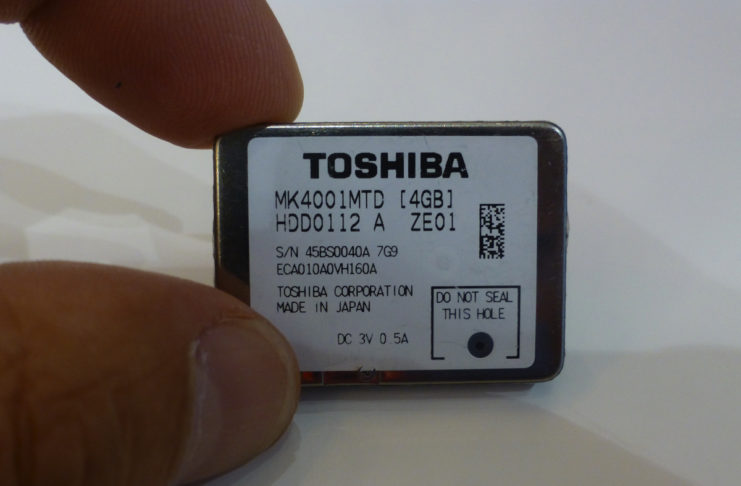 TOSHIBA
MK4001MTD [4GB]
HDD0112 A ZE01
S/N 45BS0040A 7G9
ECA010A0VH160A
TOSHIBA CORPORATION
MADE IN JAPAN
DO NOT SEAL
THIS HOLE
DC 3V 0.5A